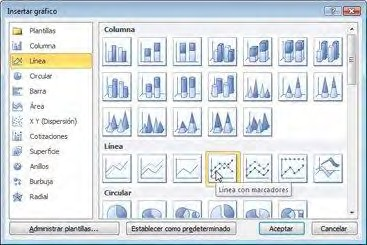 Insertar gráfico
Plantillas
Columna
Línea
Circular
Barra
Área
X Y (Dispersión)
Cotizaciones
Superficie
Anillos
Burbuja
Radial
Columna
Línea
Línea con marcadores
Circular
Administrar plantillas...
Establecer como predeterminado
Aceptar
Cancelar